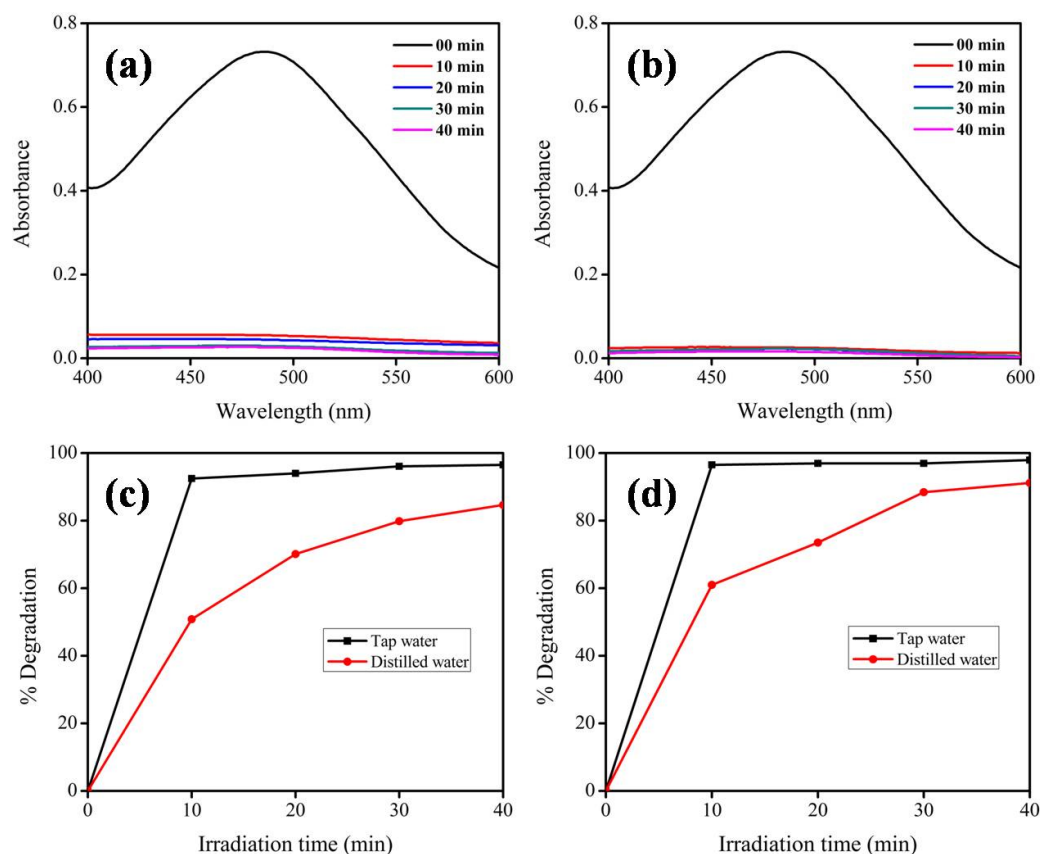 (a)
00 min
10 min
20 min
30 min
40 min
Absorbance
0.8
0.6
0.4
0.2
0.0
400
450
500
550
600
Wavelength (nm)
(b)
00 min
10 min
20 min
30 min
40 min
Absorbance
0.8
0.6
0.4
0.2
0.0
400
450
500
550
600
Wavelength (nm)
(c)
Tap water
Distilled water
% Degradation
100
80
60
40
20
0
0
10
20
30
40
Irradiation time (min)
(d)
Tap water
Distilled water
% Degradation
100
80
60
40
20
0
0
10
20
30
40
Irradiation time (min)